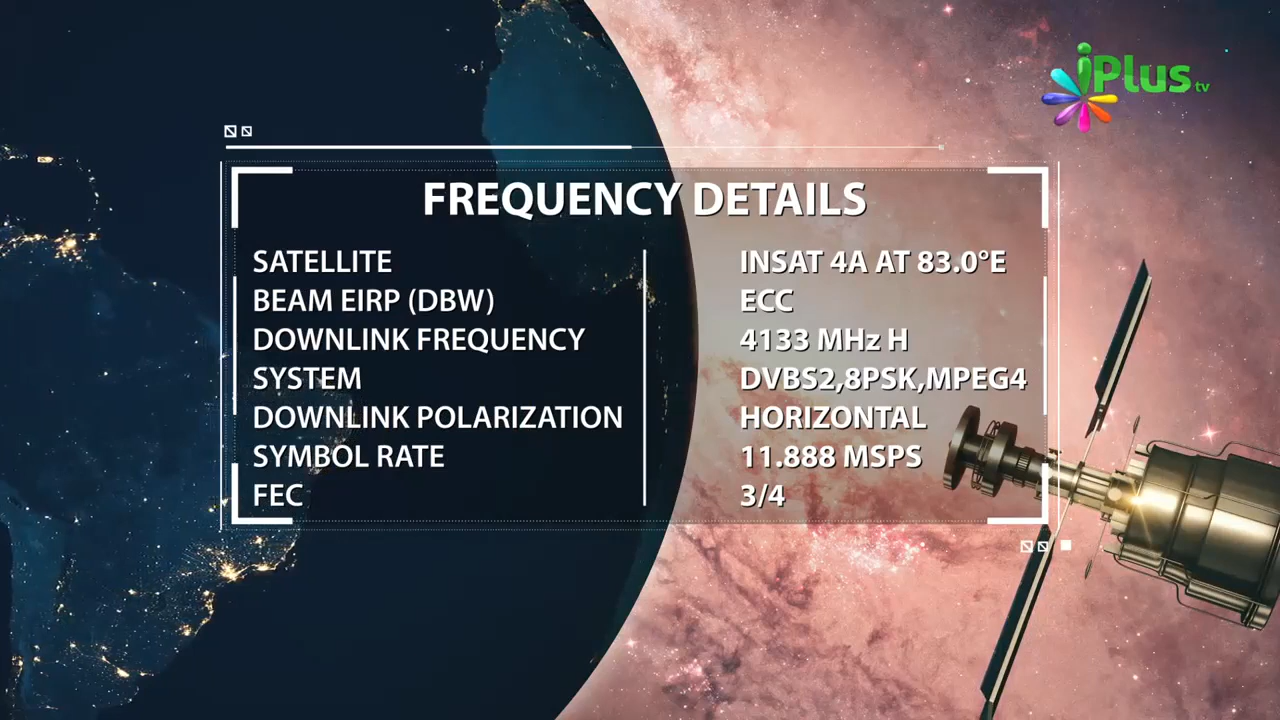 iPlus tv
FREQUENCY DETAILS
SATELLITE INSAT 4A AT 83.0°E
BEAM EIRP (DBW) ECC
DOWNLINK FREQUENCY 4133 MHz H
SYSTEM DVBS2,8PSK,MPEG4
DOWNLINK POLARIZATION HORIZONTAL
SYMBOL RATE 11.888 MSPS
FEC 3/4